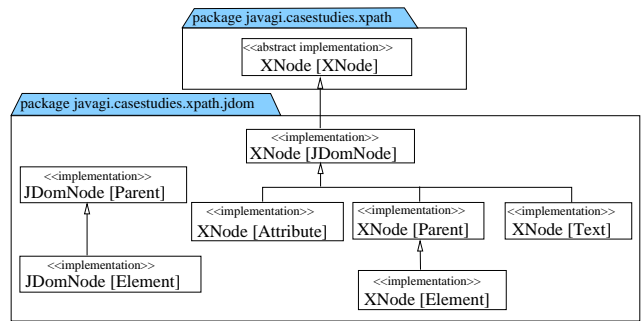 package javagi.casestudies.xpath
<<abstract implementation>>
XNode [XNode]
package javagi.casestudies.xpath.jdom
<<implementation>>
XNode [JDomNode]
<<implementation>>
JDomNode [Parent]
<<implementation>>
XNode [Attribute]
<<implementation>>
XNode [Parent]
<<implementation>>
XNode [Text]
<<implementation>>
JDomNode [Element]
<<implementation>>
XNode [Element]